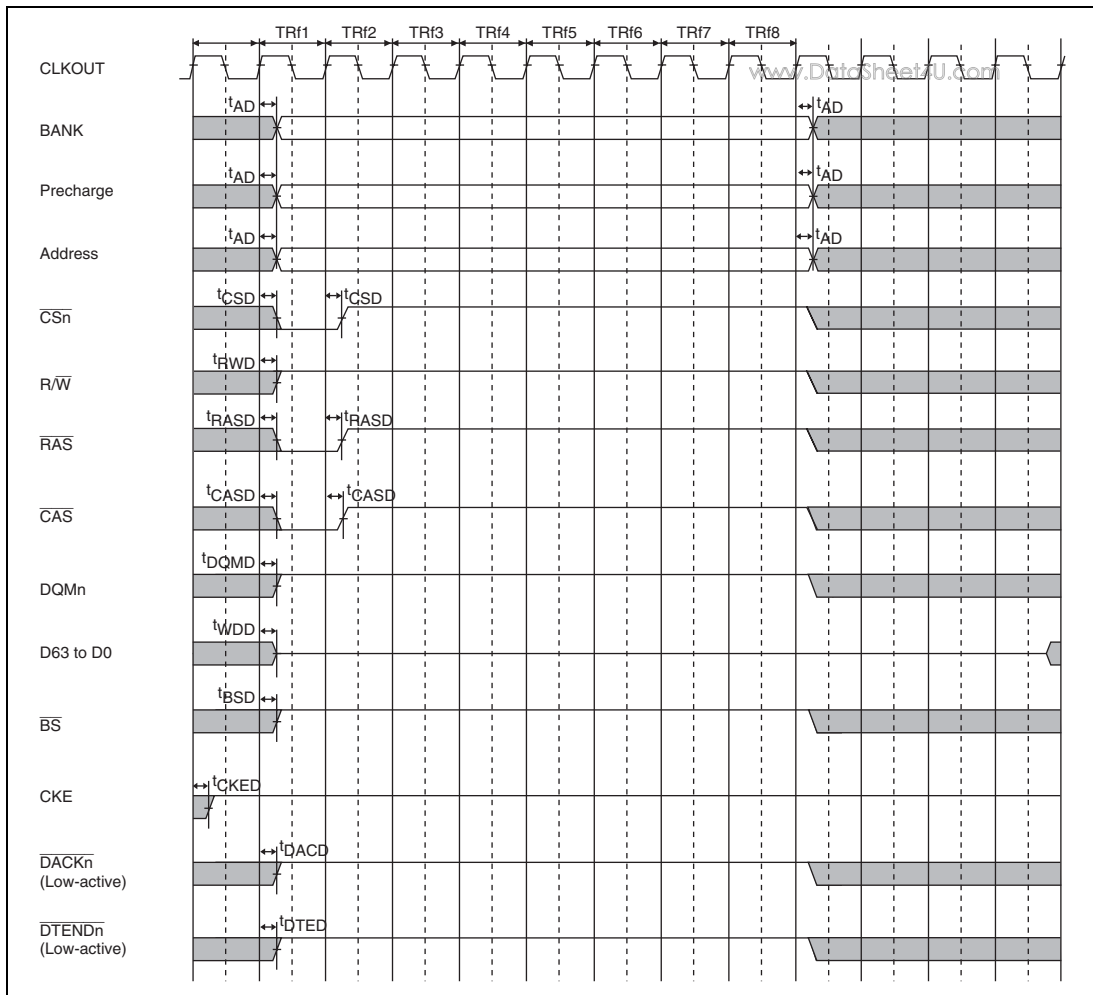 TRf1 TRf2 TRf3 TRf4 TRf5 TRf6 TRf7 TRf8
CLKOUT
www.DataSheet4U.com
tAD tAD
BANK
tAD tAD
Precharge
tAD tAD
Address
tCSD tCSD
CSn
tRWD
R/W
tRASD tRASD
RAS
tCASD tCASD
CAS
tDQMD
DQMn
tWDD
D63 to D0
tBSD
BS
tCKED
CKE
tDACD
DACKn
(Low-active)
tDTED
DTENDn
(Low-active)